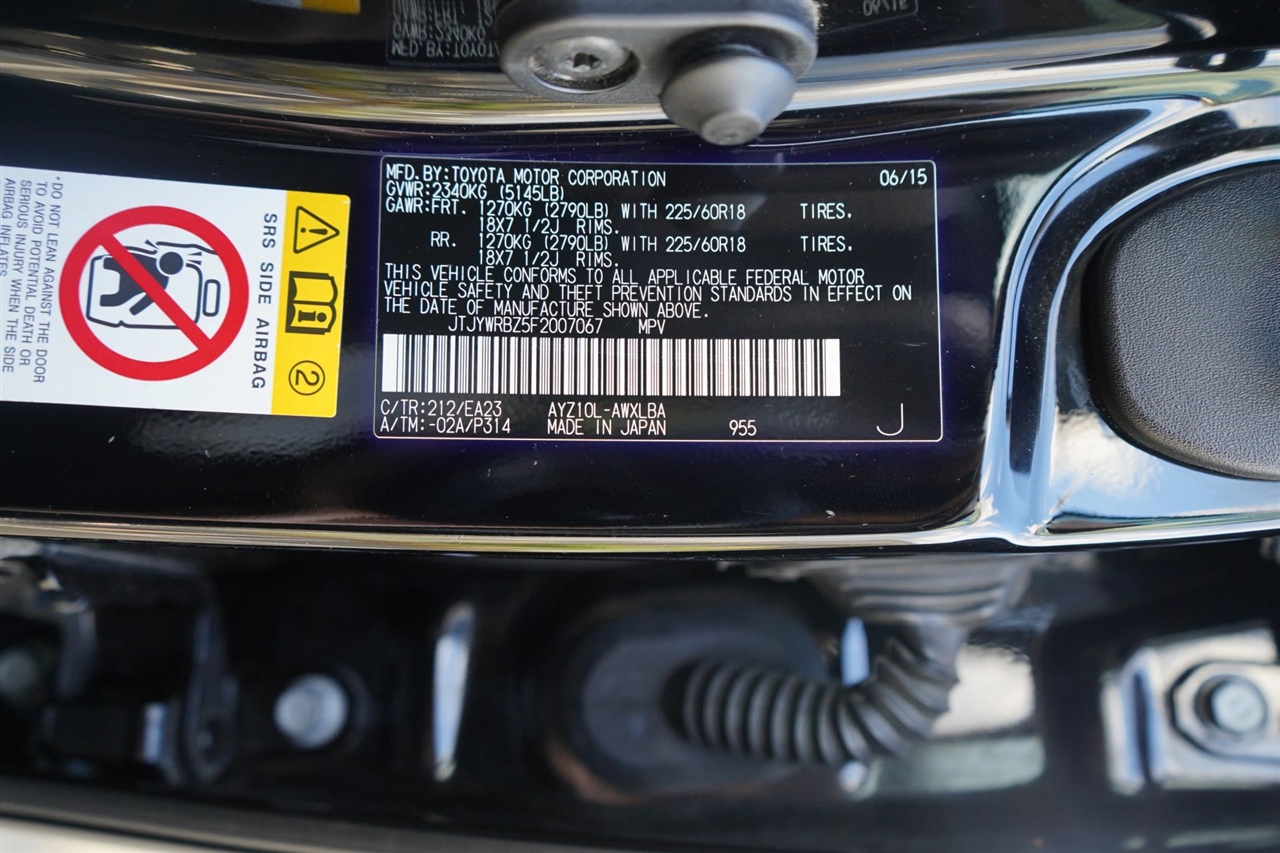 MFD. BY: TOYOTA MOTOR CORPORATION 06/15
GVWR: 2340KG (5145LB)
GAWR: FRT. 1270KG (2790LB) WITH 225/60R18 TIRES.
18X7 1/2J RIMS.
RR. 1270KG (2790LB) WITH 225/60R18 TIRES.
18X7 1/2J RIMS.
THIS VEHICLE CONFORMS TO ALL APPLICABLE FEDERAL MOTOR
VEHICLE SAFETY AND THEFT PREVENTION STANDARDS IN EFFECT ON
THE DATE OF MANUFACTURE SHOWN ABOVE.
JTJYWRBZ5F2007067 MPV
C/TR: 212/EA23 AYZ10L-AWXLBA
A/TM: -02A/P314 MADE IN JAPAN 955 J
SRS SIDE AIRBAG
2
• DO NOT LEAN AGAINST THE DOOR
TO AVOID POTENTIAL DEATH OR
SERIOUS INJURY WHEN THE SIDE
AIRBAG INFLATES